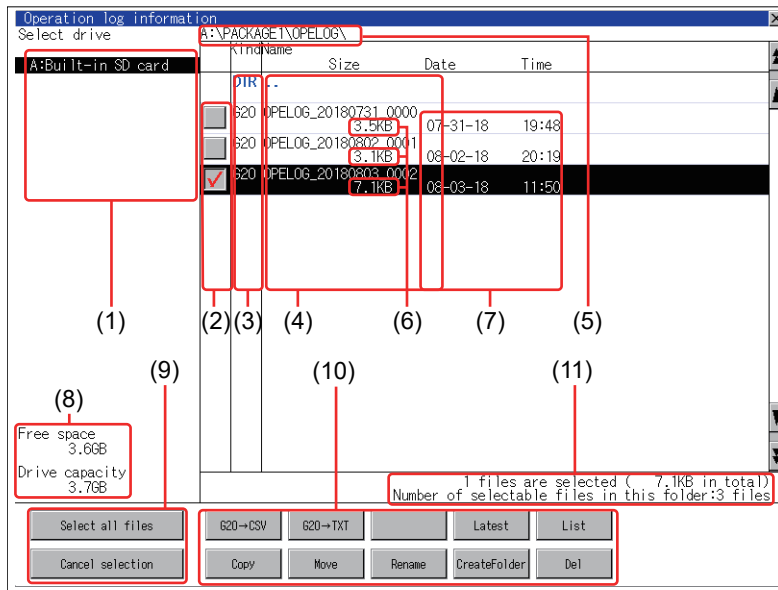 Operation log information
Select drive
A:\PACKAGE1\OPELOG\
Kind Name
Size Date Time
A:Built-in SD card
DIR ..
G20 OPELOG_20180731_0000
3.5KB 07-31-18 19:48
G20 OPELOG_20180802_0001
3.1KB 08-02-18 20:19
G20 OPELOG_20180803_0002
7.1KB 08-03-18 11:50
(1) (2) (3) (4) (6) (7) (5)
(9) (10) (11)
(8)
Free space
3.6GB
Drive capacity
3.7GB
1 files are selected ( 7.1KB in total)
Number of selectable files in this folder:3 files
Select all files G20→CSV G20→TXT Latest List
Cancel selection Copy Move Rename CreateFolder Del